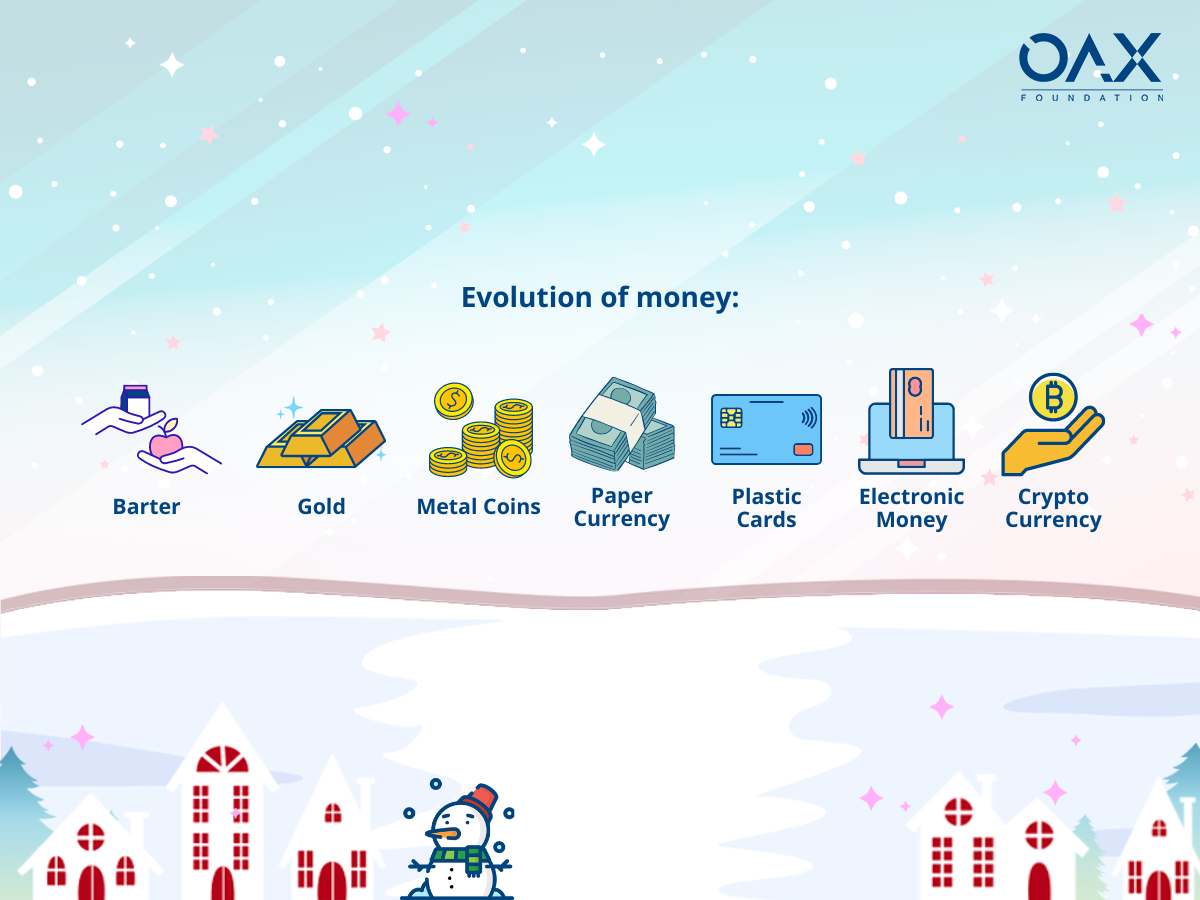 OAX
FOUNDATION
Evolution of money:
Barter
Gold
Metal Coins
Paper
Currency
Plastic
Cards
Electronic
Money
Crypto
Currency